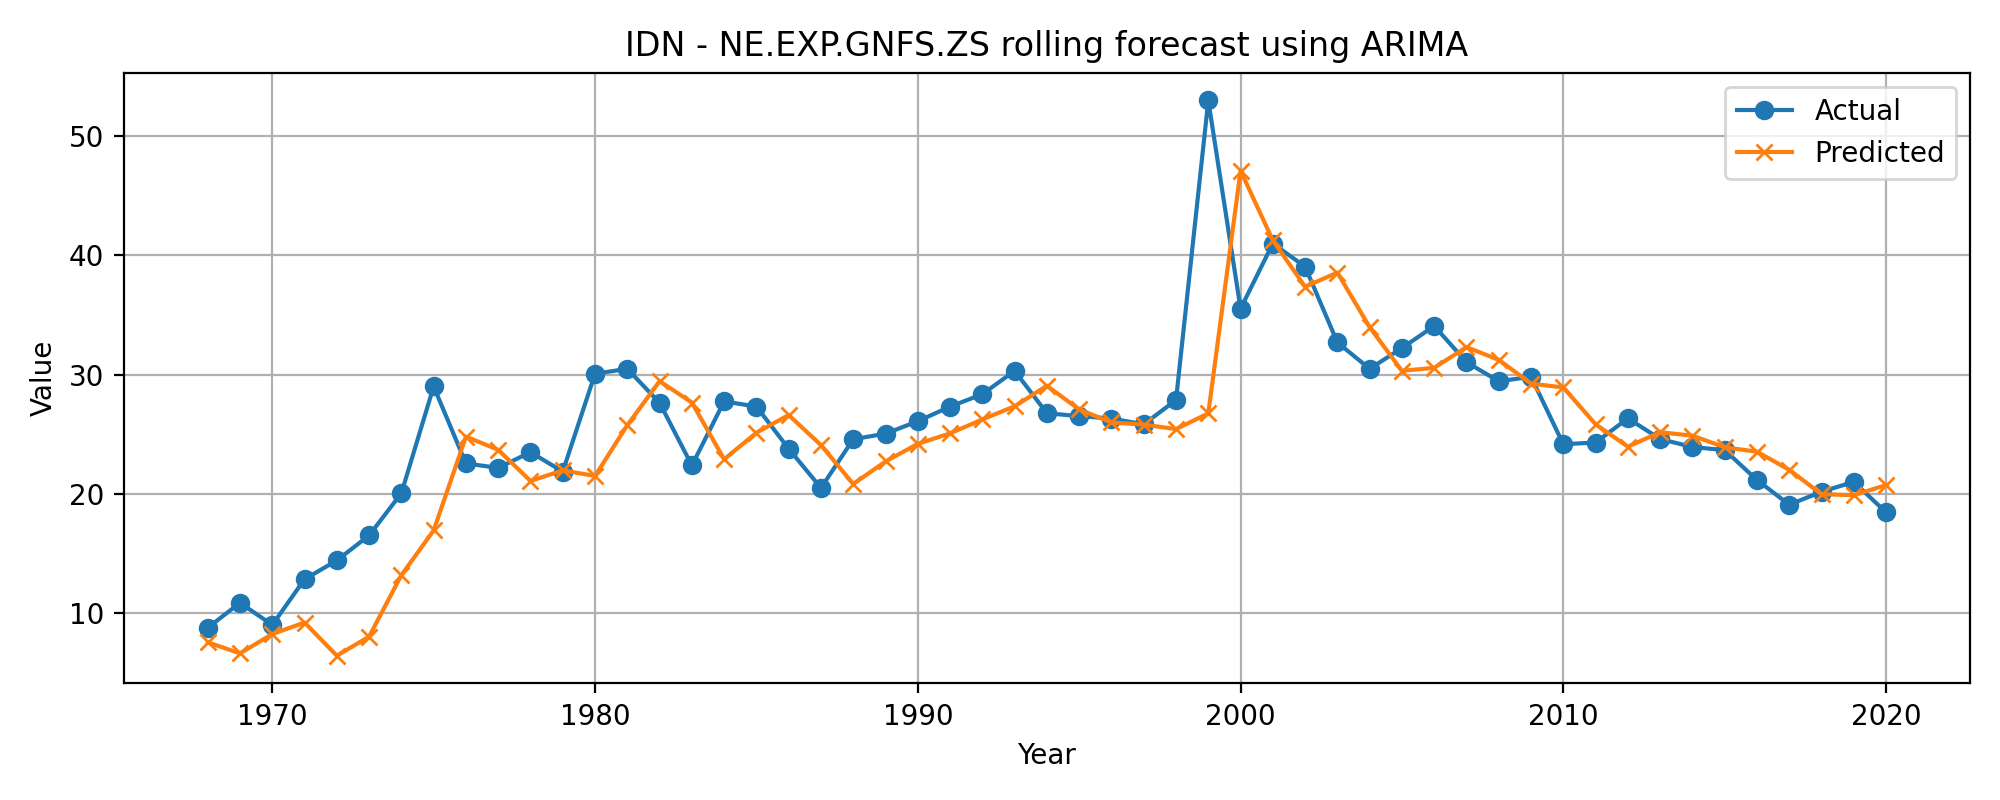 IDN - NE.EXP.GNFS.ZS rolling forecast using ARIMA
Actual
Predicted
50
40
30
20
10
Value
1970 1980 1990 2000 2010 2020
Year